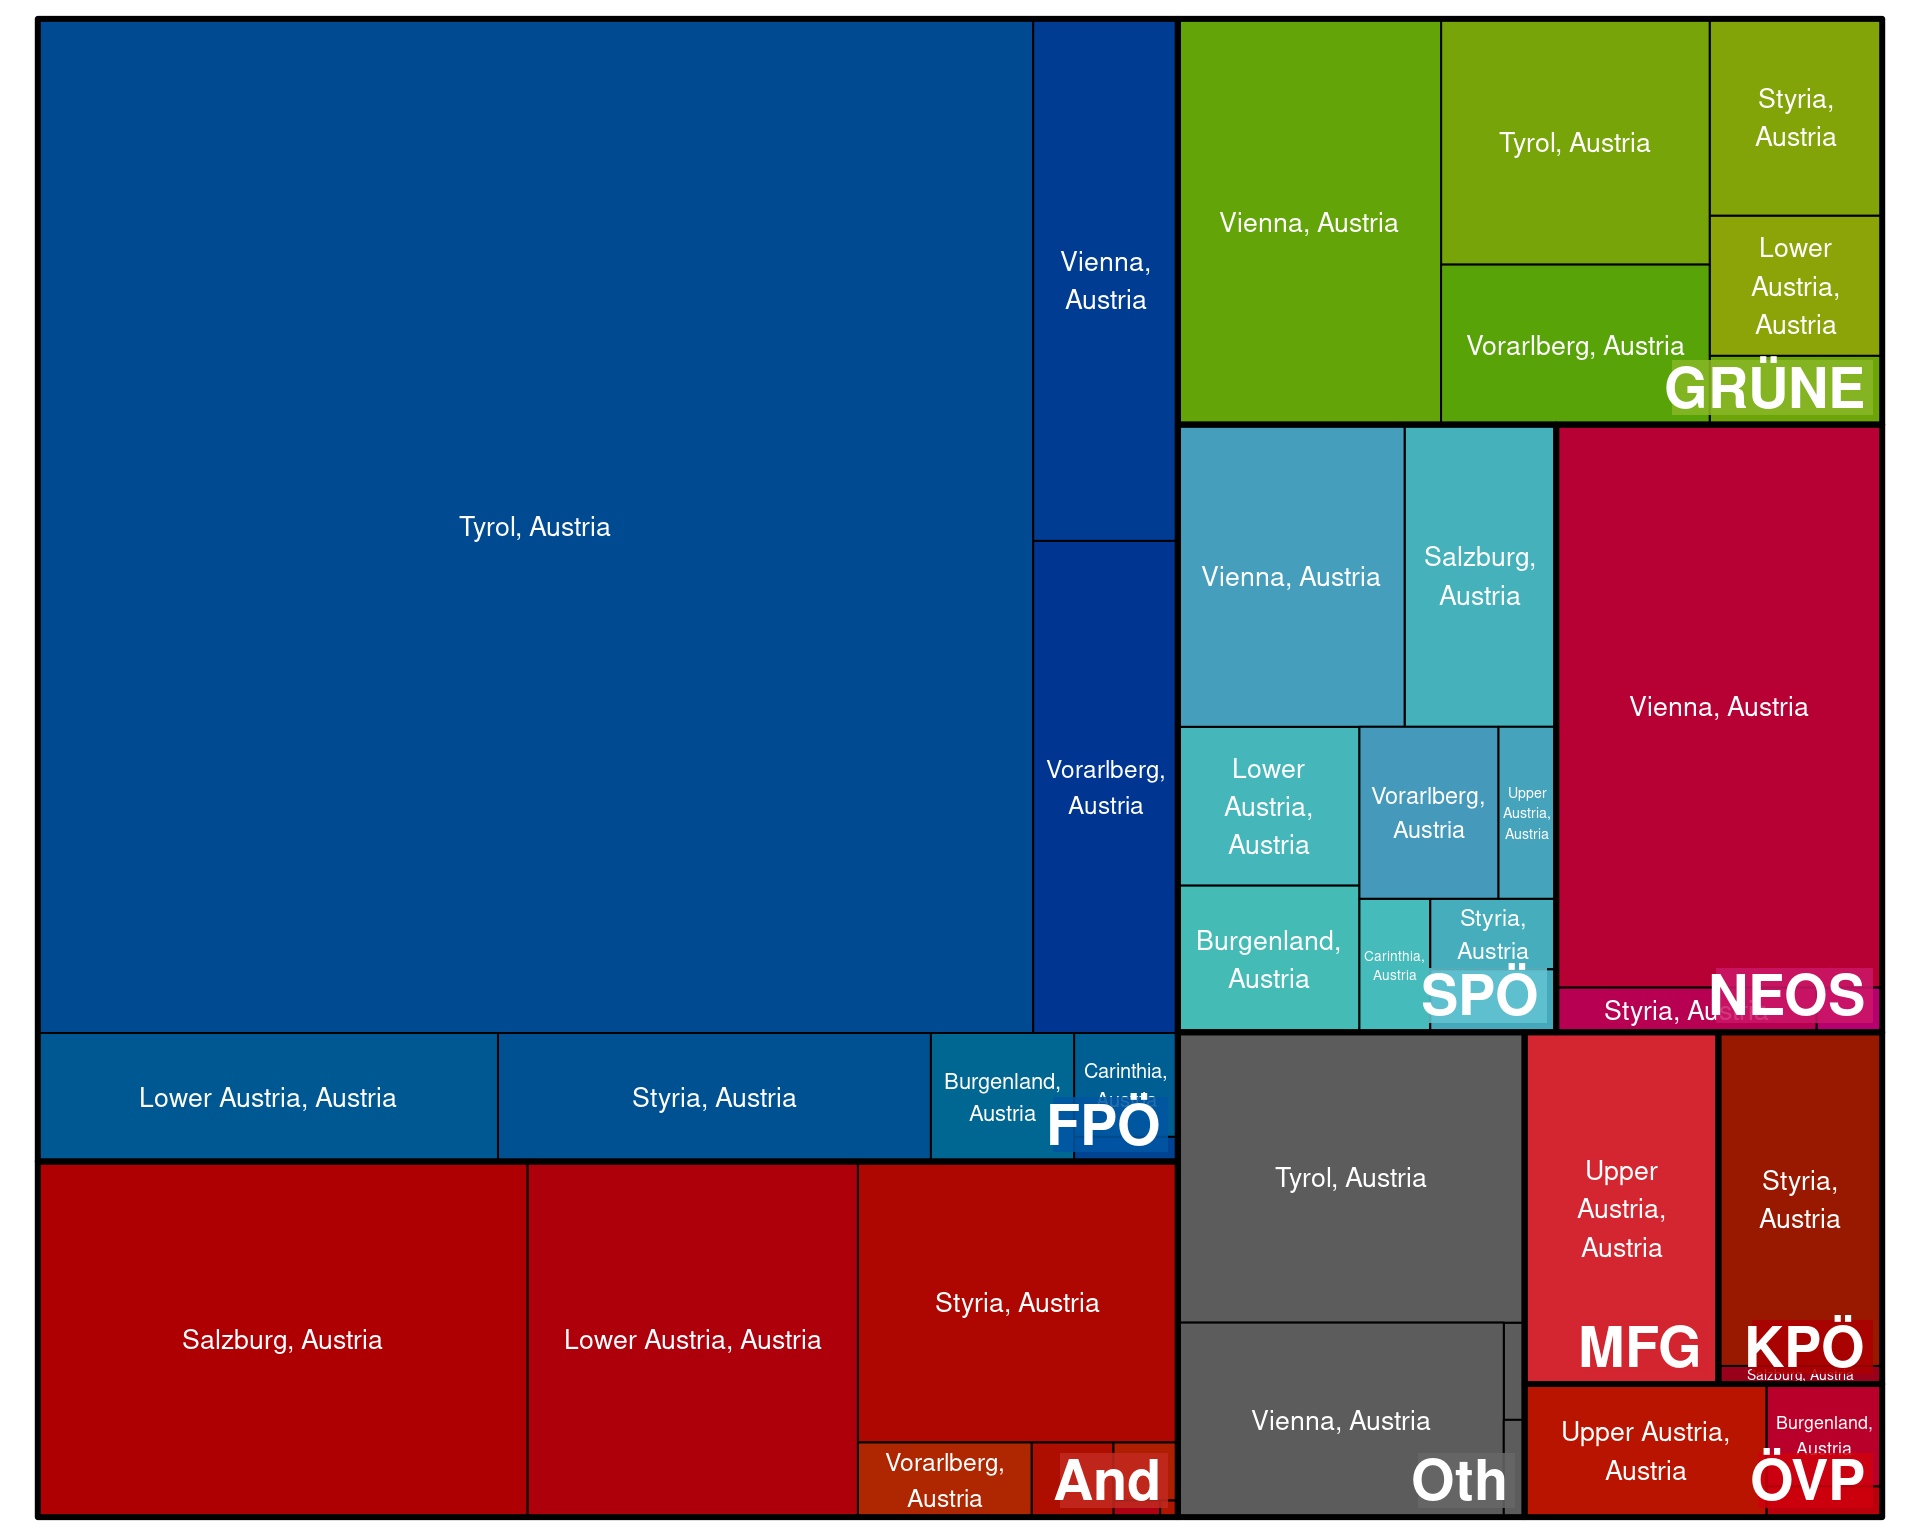 Tyrol, Austria
Vienna,
Austria
Vorarlberg,
Austria
Lower Austria, Austria
Styria, Austria
Burgenland,
Austria
Carinthia,
Austria
FPÖ
Salzburg, Austria
Lower Austria, Austria
Styria, Austria
Vorarlberg,
Austria
And
Vienna, Austria
Tyrol, Austria
Vorarlberg, Austria
Styria,
Austria
Lower
Austria,
Austria
GRÜNE
Vienna, Austria
Salzburg,
Austria
Lower
Austria,
Austria
Vorarlberg,
Austria
Upper
Austria,
Austria
Burgenland,
Austria
Carinthia,
Austria
Styria,
Austria
SPÖ
Vienna, Austria
Styria, Austria
NEOS
Tyrol, Austria
Vienna, Austria
Oth
Upper
Austria,
Austria
MFG
Styria,
Austria
KPÖ
Salzburg, Austria
Upper Austria,
Austria
Burgenland,
Austria
ÖVP